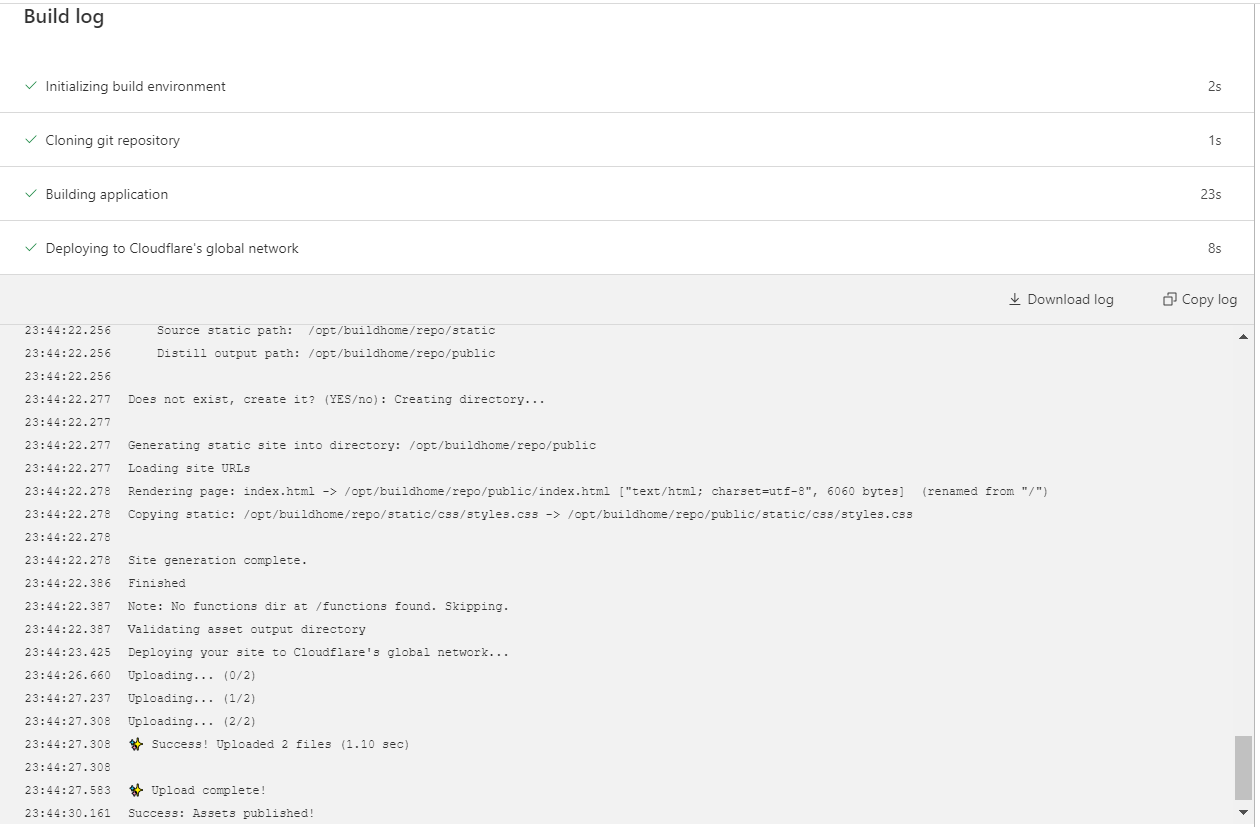 Build log
Initializing build environment 2s
Cloning git repository 1s
Building application 23s
Deploying to Cloudflare's global network 8s
Download log Copy log
23:44:22.256 Source static path: /opt/buildhome/repo/static
23:44:22.256 Distill output path: /opt/buildhome/repo/public
23:44:22.256
23:44:22.277 Does not exist, create it? (YES/no): Creating directory...
23:44:22.277
23:44:22.277 Generating static site into directory: /opt/buildhome/repo/public
23:44:22.277 Loading site URLs
23:44:22.278 Rendering page: index.html -> /opt/buildhome/repo/public/index.html ["text/html; charset=utf-8", 6060 bytes] (renamed from "/")
23:44:22.278 Copying static: /opt/buildhome/repo/static/css/styles.css -> /opt/buildhome/repo/public/static/css/styles.css
23:44:22.278
23:44:22.278 Site generation complete.
23:44:22.386 Finished
23:44:22.387 Note: No functions dir at /functions found. Skipping.
23:44:22.387 Validating asset output directory
23:44:23.425 Deploying your site to Cloudflare's global network...
23:44:26.660 Uploading... (0/2)
23:44:27.237 Uploading... (1/2)
23:44:27.308 Uploading... (2/2)
23:44:27.308 ✨ Success! Uploaded 2 files (1.10 sec)
23:44:27.308
23:44:27.583 ✨ Upload complete!
23:44:30.161 Success: Assets published!